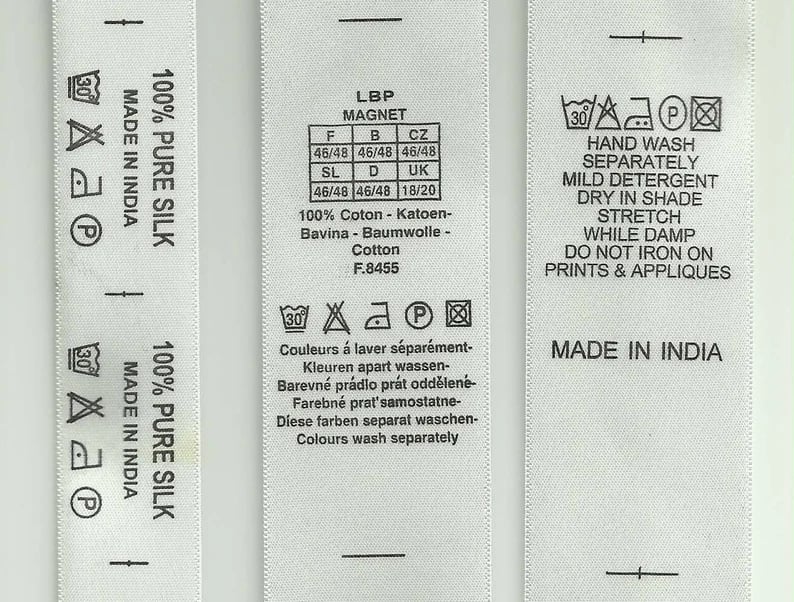 100% PURE SILK
MADE IN INDIA
30°
P
100% PURE SILK
MADE IN INDIA
30°
P
LBP
MAGNET
F B CZ
46/48 46/48 46/48
SL D UK
46/48 46/48 18/20
100% Coton - Katoen-
Bavina - Baumwolle -
Cotton
F.8455
30° P
Couleurs á laver séparément-
Kleuren apart wassen-
Barevné prádlo prát oddělené-
Farebné prat'samostatne-
Diese farben separat waschen-
Colours wash separately
30 P
HAND WASH
SEPARATELY
MILD DETERGENT
DRY IN SHADE
STRETCH
WHILE DAMP
DO NOT IRON ON
PRINTS & APPLIQUES
MADE IN INDIA